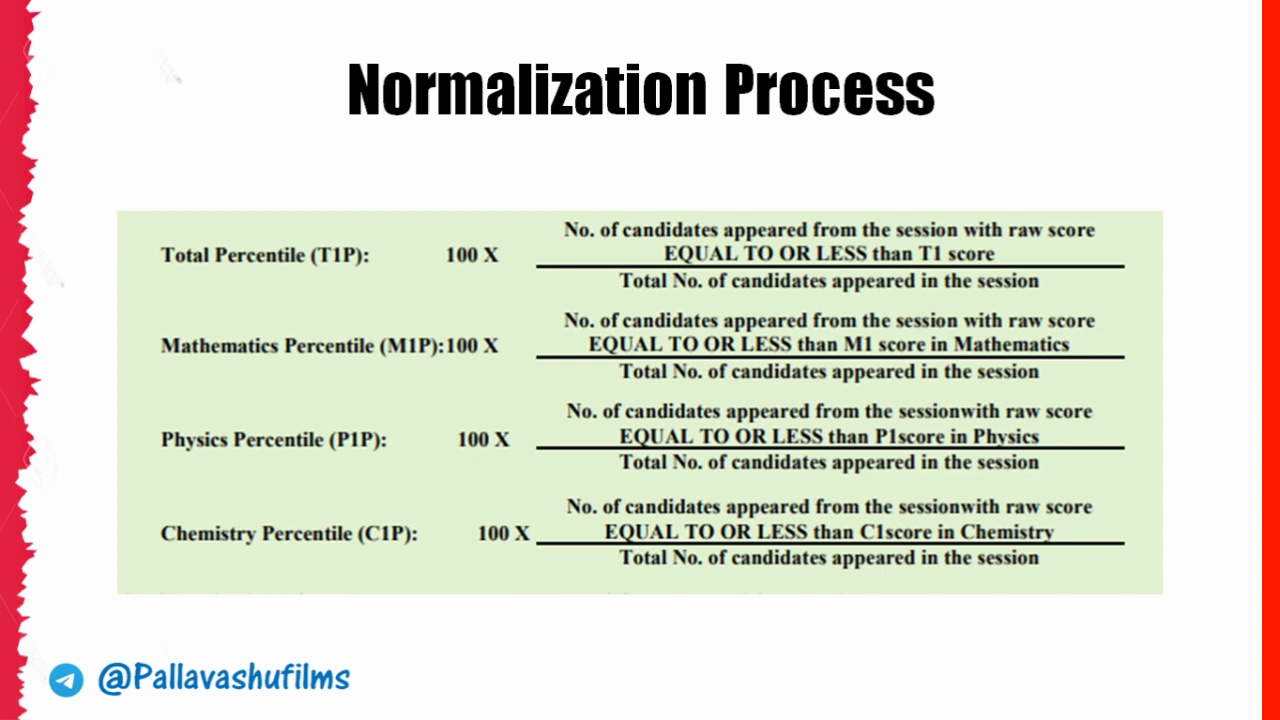 Normalization Process
No. of candidates appeared from the session with raw score
Total Percentile (T1P): 100 X EQUAL TO OR LESS than T1 score
Total No. of candidates appeared in the session
No. of candidates appeared from the session with raw score
Mathematics Percentile (M1P):100 X EQUAL TO OR LESS than M1 score in Mathematics
Total No. of candidates appeared in the session
No. of candidates appeared from the sessionwith raw score
Physics Percentile (P1P): 100 X EQUAL TO OR LESS than P1score in Physics
Total No. of candidates appeared in the session
No. of candidates appeared from the sessionwith raw score
Chemistry Percentile (C1P): 100 X EQUAL TO OR LESS than C1score in Chemistry
Total No. of candidates appeared in the session
@Pallavashufilms